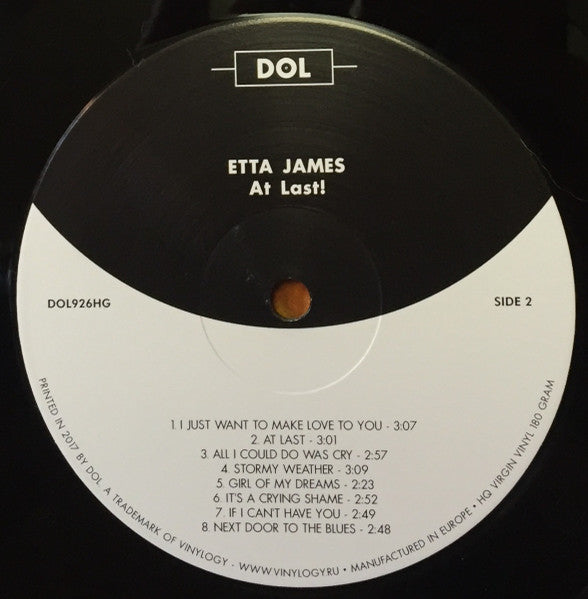 DOL
ETTA JAMES
At Last!
DOL926HG
SIDE 2
1. I JUST WANT TO MAKE LOVE TO YOU - 3:07
2. AT LAST - 3:01
3. ALL I COULD DO WAS CRY - 2:57
4. STORMY WEATHER - 3:09
5. GIRL OF MY DREAMS - 2:23
6. IT'S A CRYING SHAME - 2:52
7. IF I CAN'T HAVE YOU - 2:49
8. NEXT DOOR TO THE BLUES - 2:48
PRINTED IN 2017 BY DOL. A TRADEMARK OF VINYLOGY - WWW.VINYLOGY.RU • MANUFACTURED IN EUROPE • HQ VIRGIN VINYL 180 GRAM